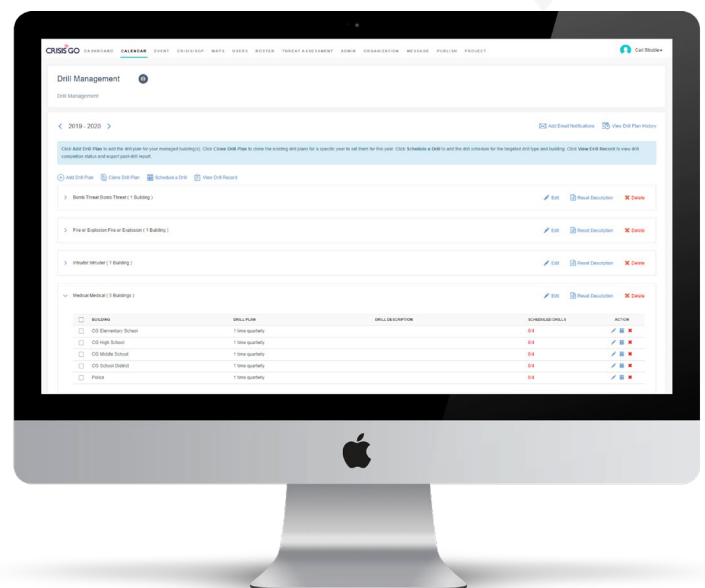 CRISIS GO DASHBOARD CALENDAR EVENT CRISIS/SOP MAPS USERS ROSTER THREAT ASSESSMENT ADMIN ORGANIZATION MESSAGE PUBLISH PROJECT
Drill Management
Drill Management
2019 - 2020 Add Email Notifications View Drill Plan History
Click Add Drill Plan to add the drill plan for your managed building(s). Click Clone Drill Plan to clone the existing drill plans for a specific year to set them for this year. Click Schedule a Drill to add the drill schedule for the targeted drill type and building. Click View Drill Record to view drill
completion status and export post-drill report.
Add Drill Plan Clone Drill Plan Schedule a Drill View Drill Record
Bomb Threat Bomb Threat ( 1 Building ) Edit Reset Description Delete
Fire or Explosion Fire or Explosion ( 1 Building ) Edit Reset Description Delete
Intruder Intruder ( 1 Building ) Edit Reset Description Delete
Medical Medical ( 5 Buildings ) Edit Reset Description Delete
BUILDING DRILL PLAN DRILL DESCRIPTION SCHEDULED DRILLS ACTION
CG Elementary School 1 time quarterly 0/4
CG High School 1 time quarterly 0/4
CG Middle School 1 time quarterly 0/4
CG School District 1 time quarterly 0/4
Police 1 time quarterly 0/4